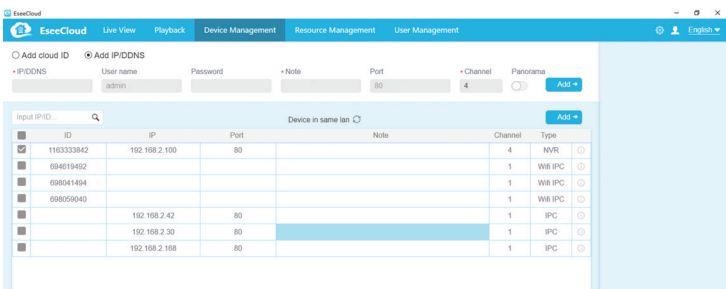 EseeCloud
EseeCloud Live View Playback Device Management Resource Management User Management English
Add cloud ID Add IP/DDNS
* IP/DDNS User name Password * Note Port * Channel Panorama
admin 80 4 Add
Input IP/ID... Device in same lan Add
ID IP Port Note Channel Type
1163333842 192.168.2.100 80 4 NVR
694619492 1 Wifi IPC
698041494 1 Wifi IPC
698059040 1 Wifi IPC
192.168.2.42 80 1 IPC
192.168.2.30 80 1 IPC
192.168.2.168 80 1 IPC